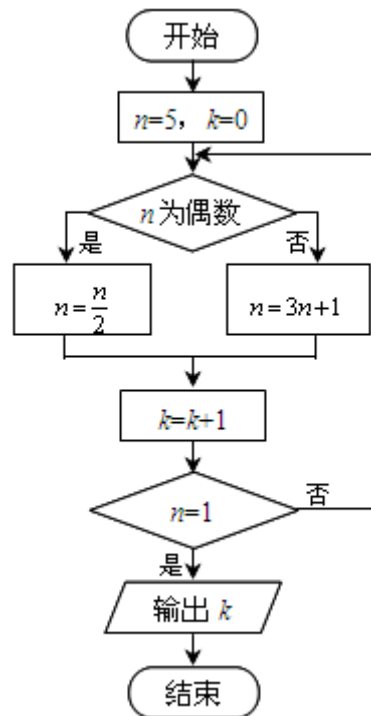 开始
n=5，k=0
n为偶数
是
否
n=n/2
n=3n+1
k=k+1
n=1
否
是
输出 k
结束